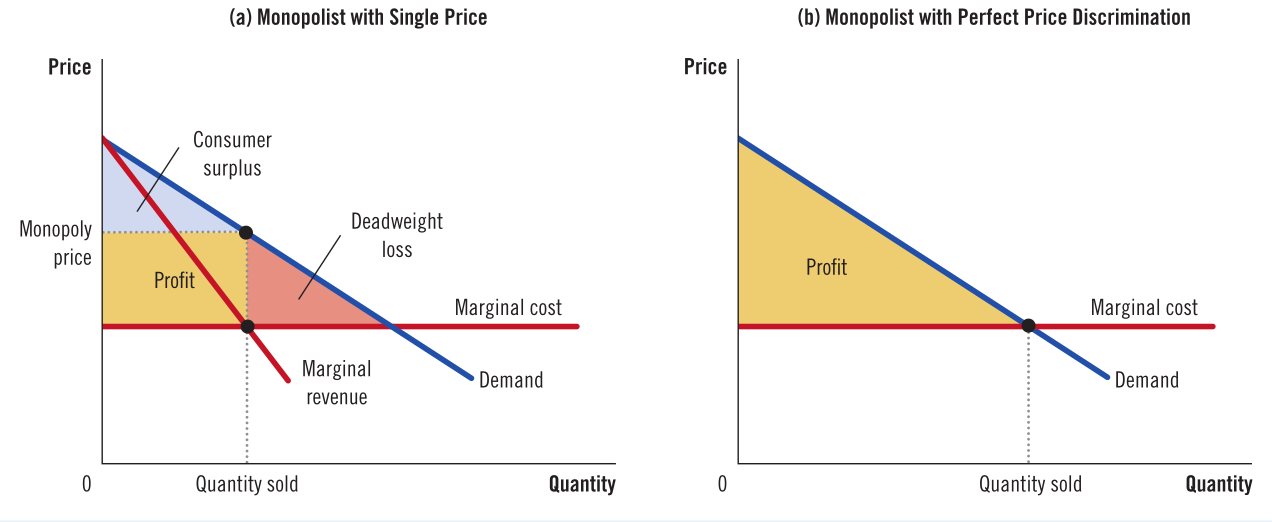 (a) Monopolist with Single Price
Price
Consumer
surplus
Monopoly
price
Deadweight
loss
Profit
Marginal cost
Marginal
revenue
Demand
0
Quantity sold
Quantity
(b) Monopolist with Perfect Price Discrimination
Price
Profit
Marginal cost
Demand
0
Quantity sold
Quantity